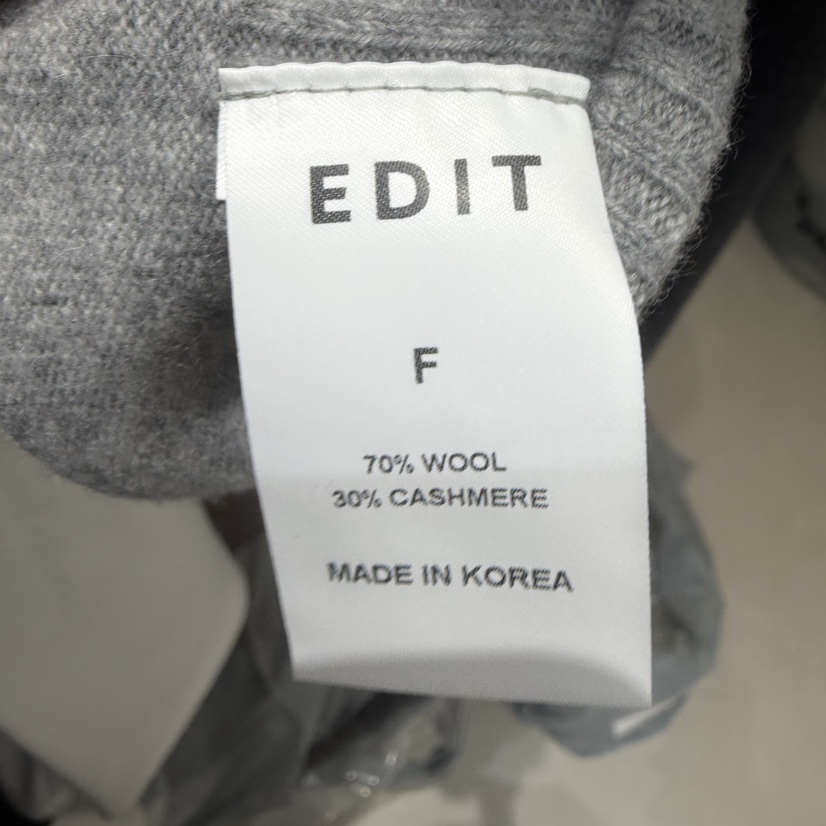 EDIT
F
70% WOOL
30% CASHMERE
MADE IN KOREA